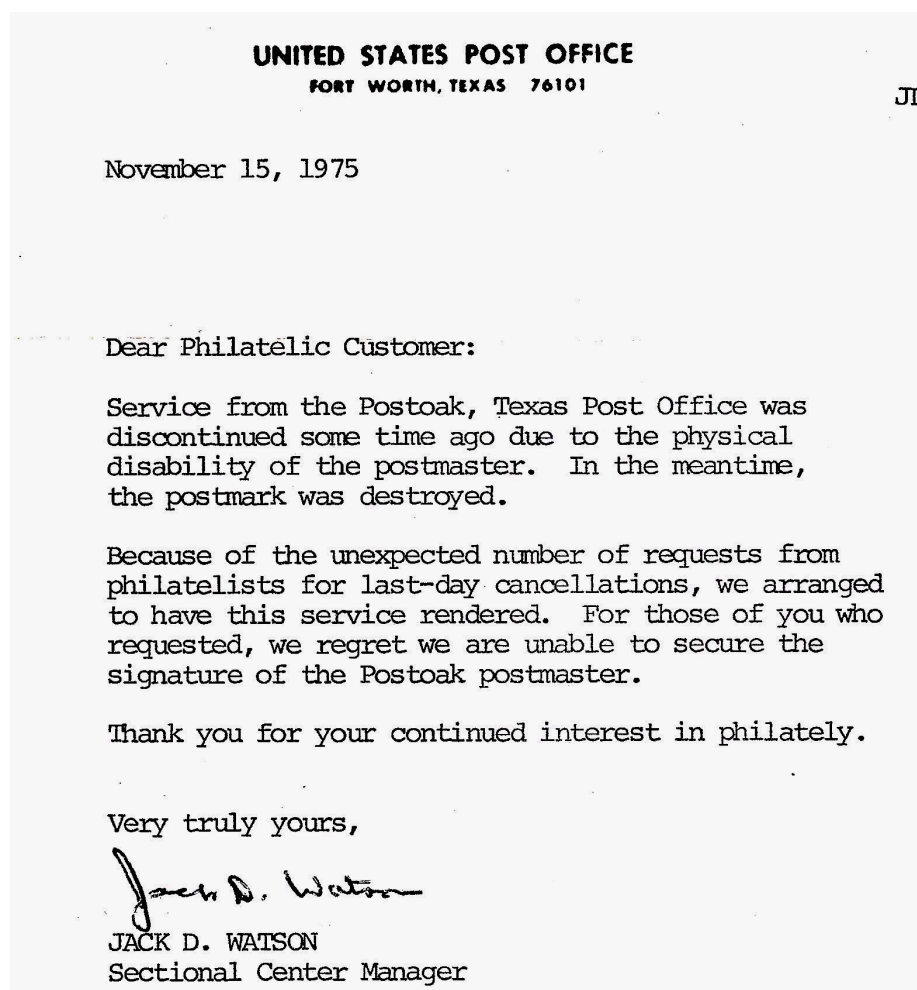 UNITED STATES POST OFFICE
FORT WORTH, TEXAS 76101
November 15, 1975
Dear Philatelic Customer:
Service from the Postoak, Texas Post Office was
discontinued some time ago due to the physical
disability of the postmaster. In the meantime,
the postmark was destroyed.
Because of the unexpected number of requests from
philatelists for last-day cancellations, we arranged
to have this service rendered. For those of you who
requested, we regret we are unable to secure the
signature of the Postoak postmaster.
Thank you for your continued interest in philately.
Very truly yours,
Jack D. Watson
JACK D. WATSON
Sectional Center Manager